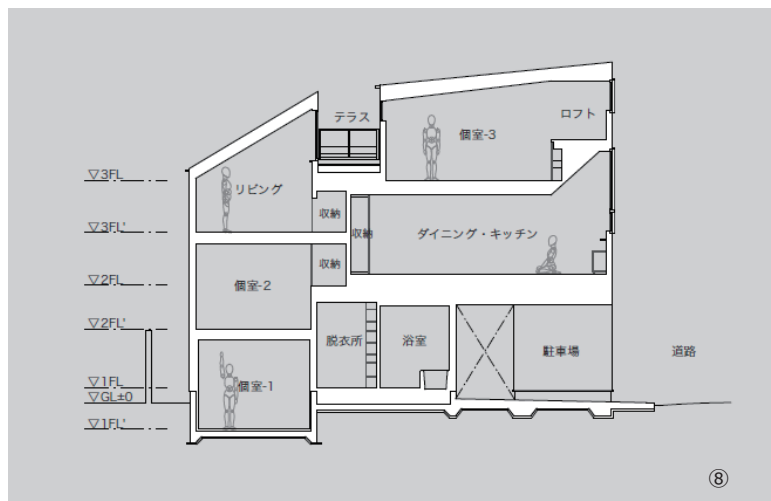 テラス
ロフト
個室-3
▽3FL
リビング
収納
▽3FL'
収納
ダイニング・キッチン
収納
▽2FL
個室-2
▽2FL'
脱衣所
浴室
駐車場
道路
▽1FL
個室-1
▽GL±0
▽1FL'
⑧